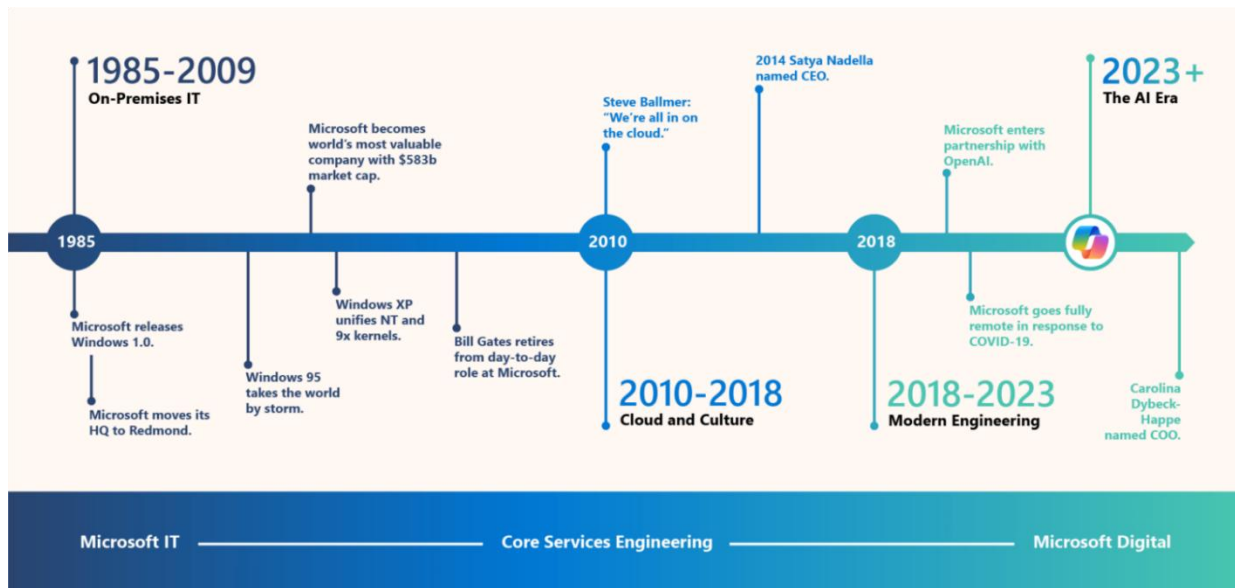 1985-2009
On-Premises IT
Microsoft becomes
world's most valuable
company with $583b
market cap.
Steve Ballmer:
"We're all in on
the cloud."
2014 Satya Nadella
named CEO.
Microsoft enters
partnership with
OpenAI.
2023+
The AI Era
1985
2010
2018
Microsoft releases
Windows 1.0.
Microsoft moves its
HQ to Redmond.
Windows 95
takes the world
by storm.
Windows XP
unifies NT and
9x kernels.
Bill Gates retires
from day-to-day
role at Microsoft.
2010-2018
Cloud and Culture
2018-2023
Modern Engineering
Microsoft goes fully
remote in response to
COVID-19.
Carolina
Dybeck-
Happe
named COO.
Microsoft IT
Core Services Engineering
Microsoft Digital